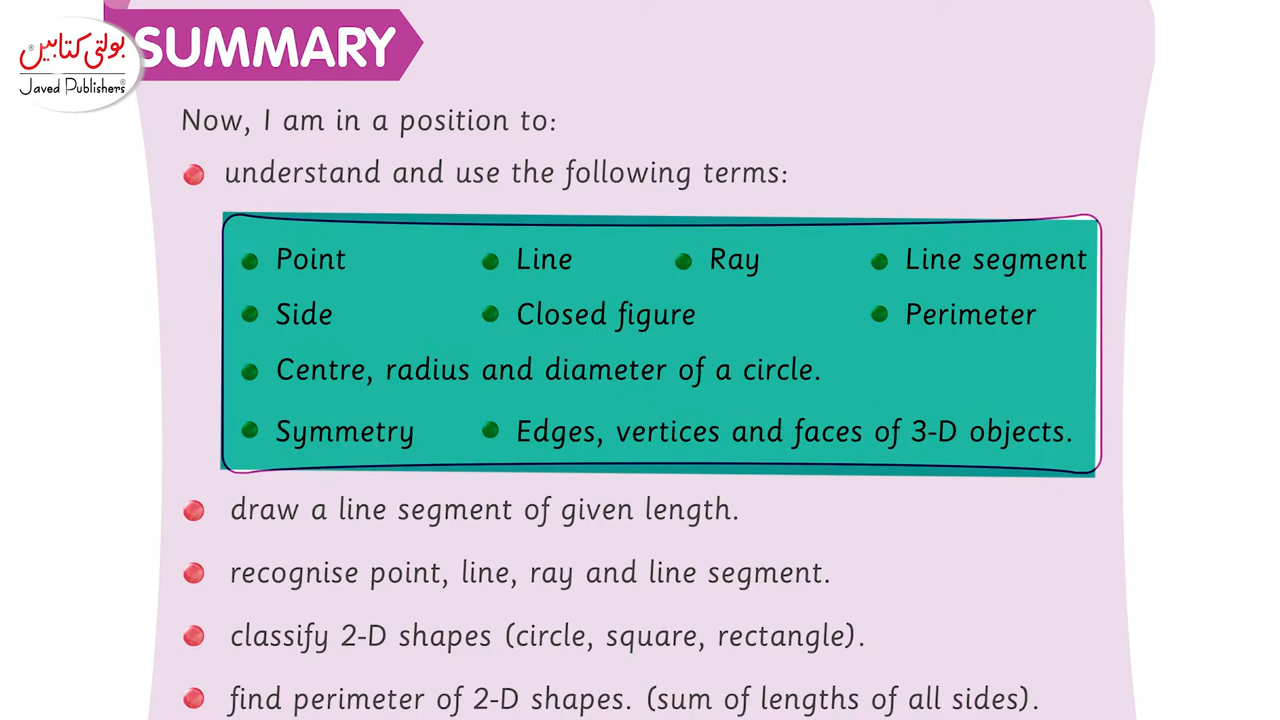 بولتی کتابیں
Javed Publishers
SUMMARY
Now, I am in a position to:
understand and use the following terms:
Point Line Ray Line segment
Side Closed figure Perimeter
Centre, radius and diameter of a circle.
Symmetry Edges, vertices and faces of 3-D objects.
draw a line segment of given length.
recognise point, line, ray and line segment.
classify 2-D shapes (circle, square, rectangle).
find perimeter of 2-D shapes. (sum of lengths of all sides).